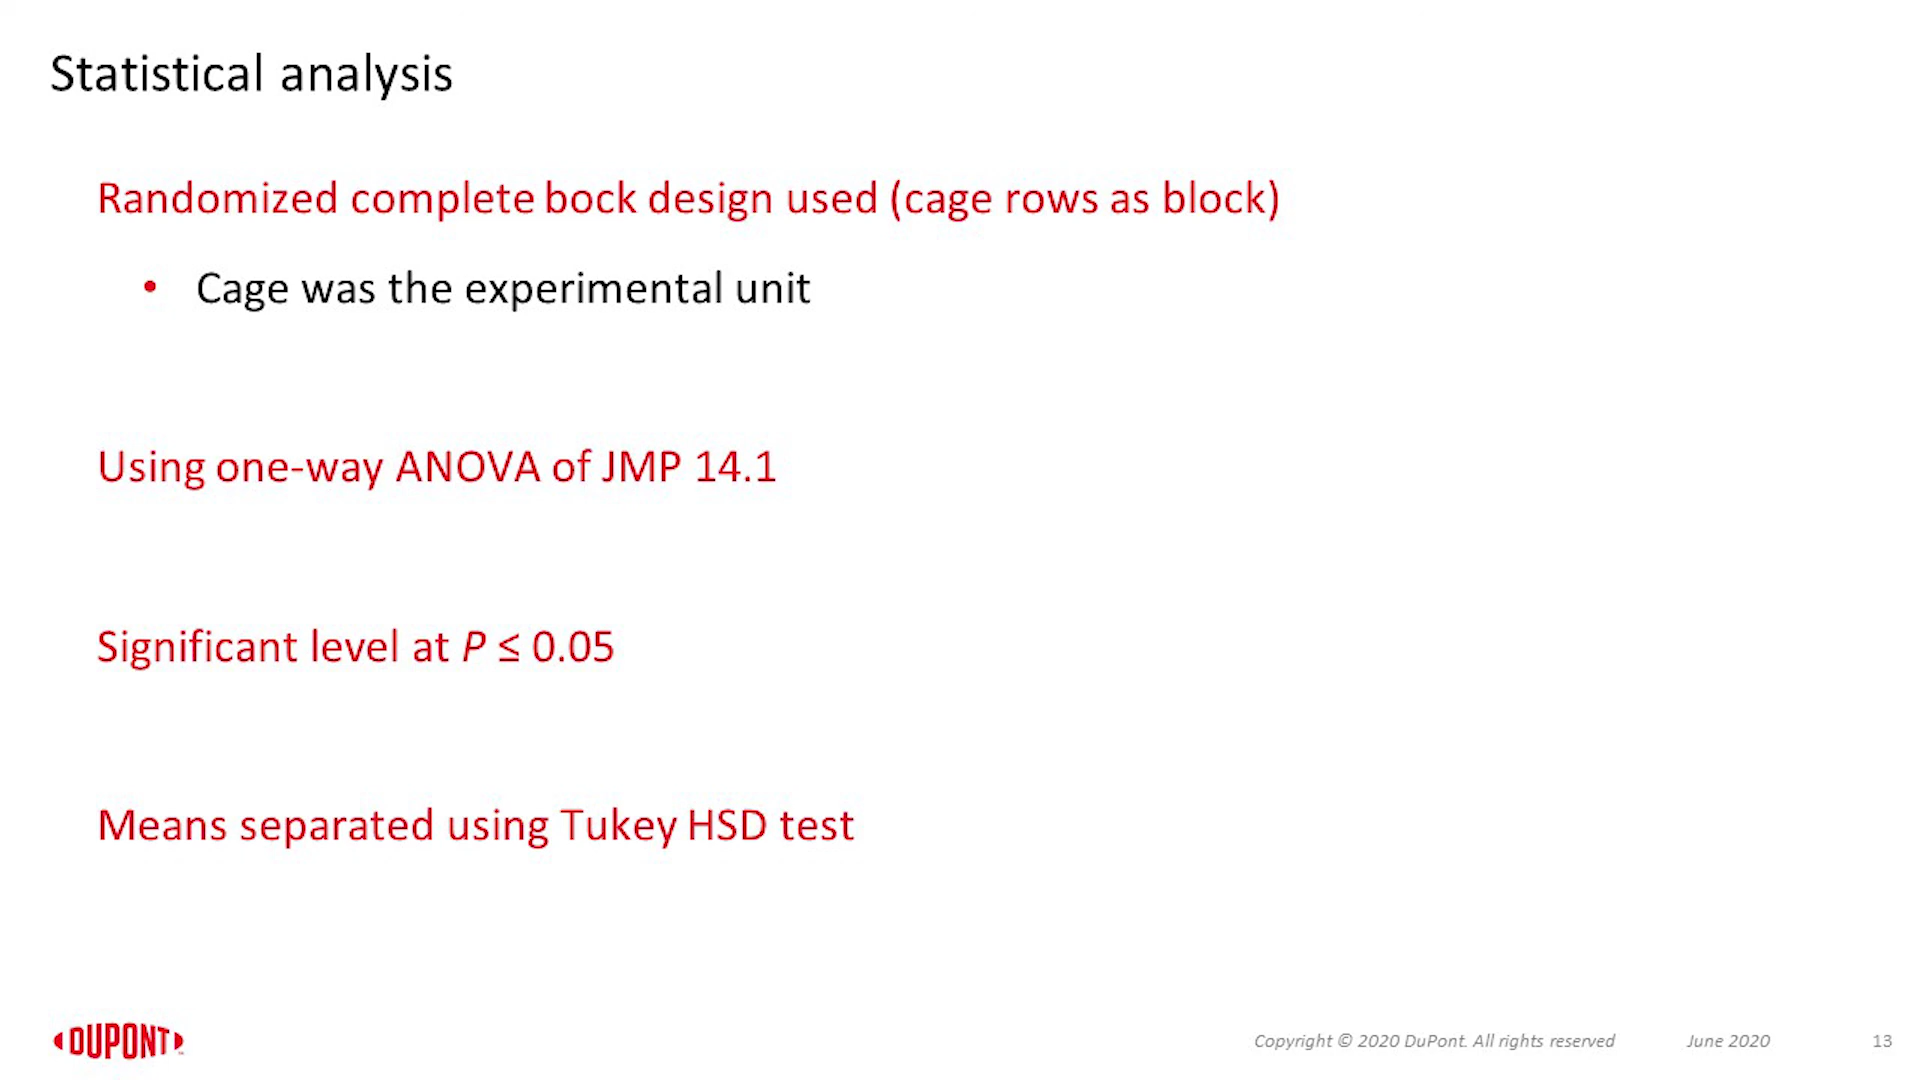 Statistical analysis
Randomized complete bock design used (cage rows as block)
• Cage was the experimental unit
Using one-way ANOVA of JMP 14.1
Significant level at P ≤ 0.05
Means separated using Tukey HSD test
DUPONT
Copyright © 2020 DuPont. All rights reserved June 2020 13